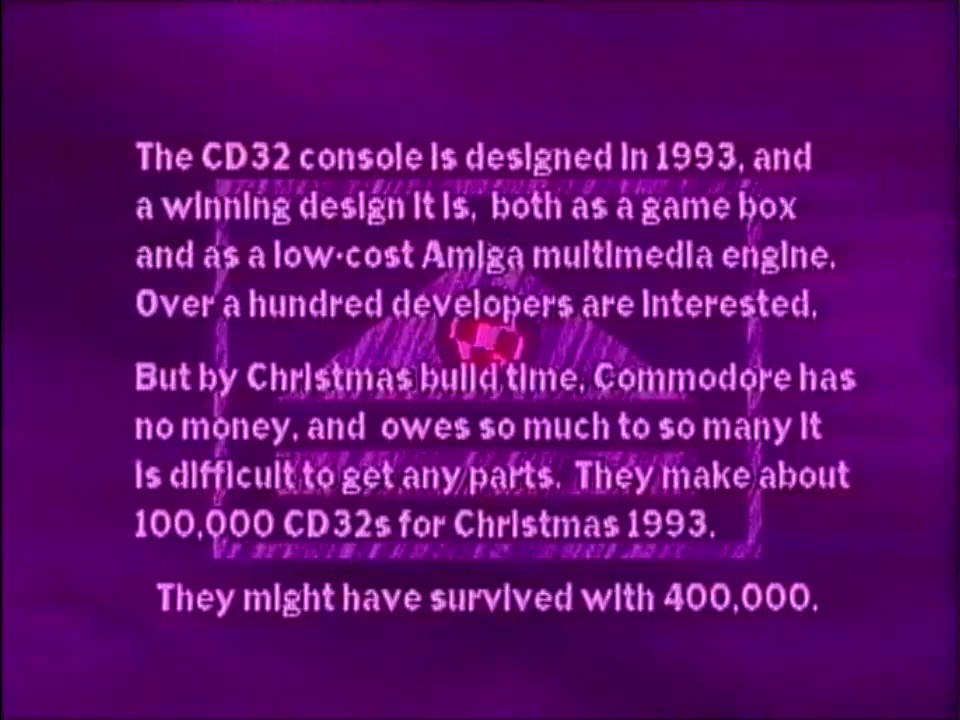 The CD32 console is designed in 1993, and
a winning design it is, both as a game box
and as a low-cost Amiga multimedia engine.
Over a hundred developers are interested.
But by Christmas build time, Commodore has
no money, and owes so much to so many it
is difficult to get any parts. They make about
100,000 CD32s for Christmas 1993.
They might have survived with 400,000.